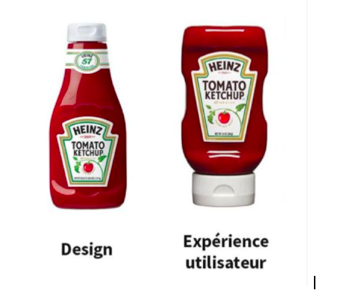 57
HEINZ
TOMATO
KETCHUP
HEINZ
TOMATO
KETCHUP
Design
Expérience
utilisateur